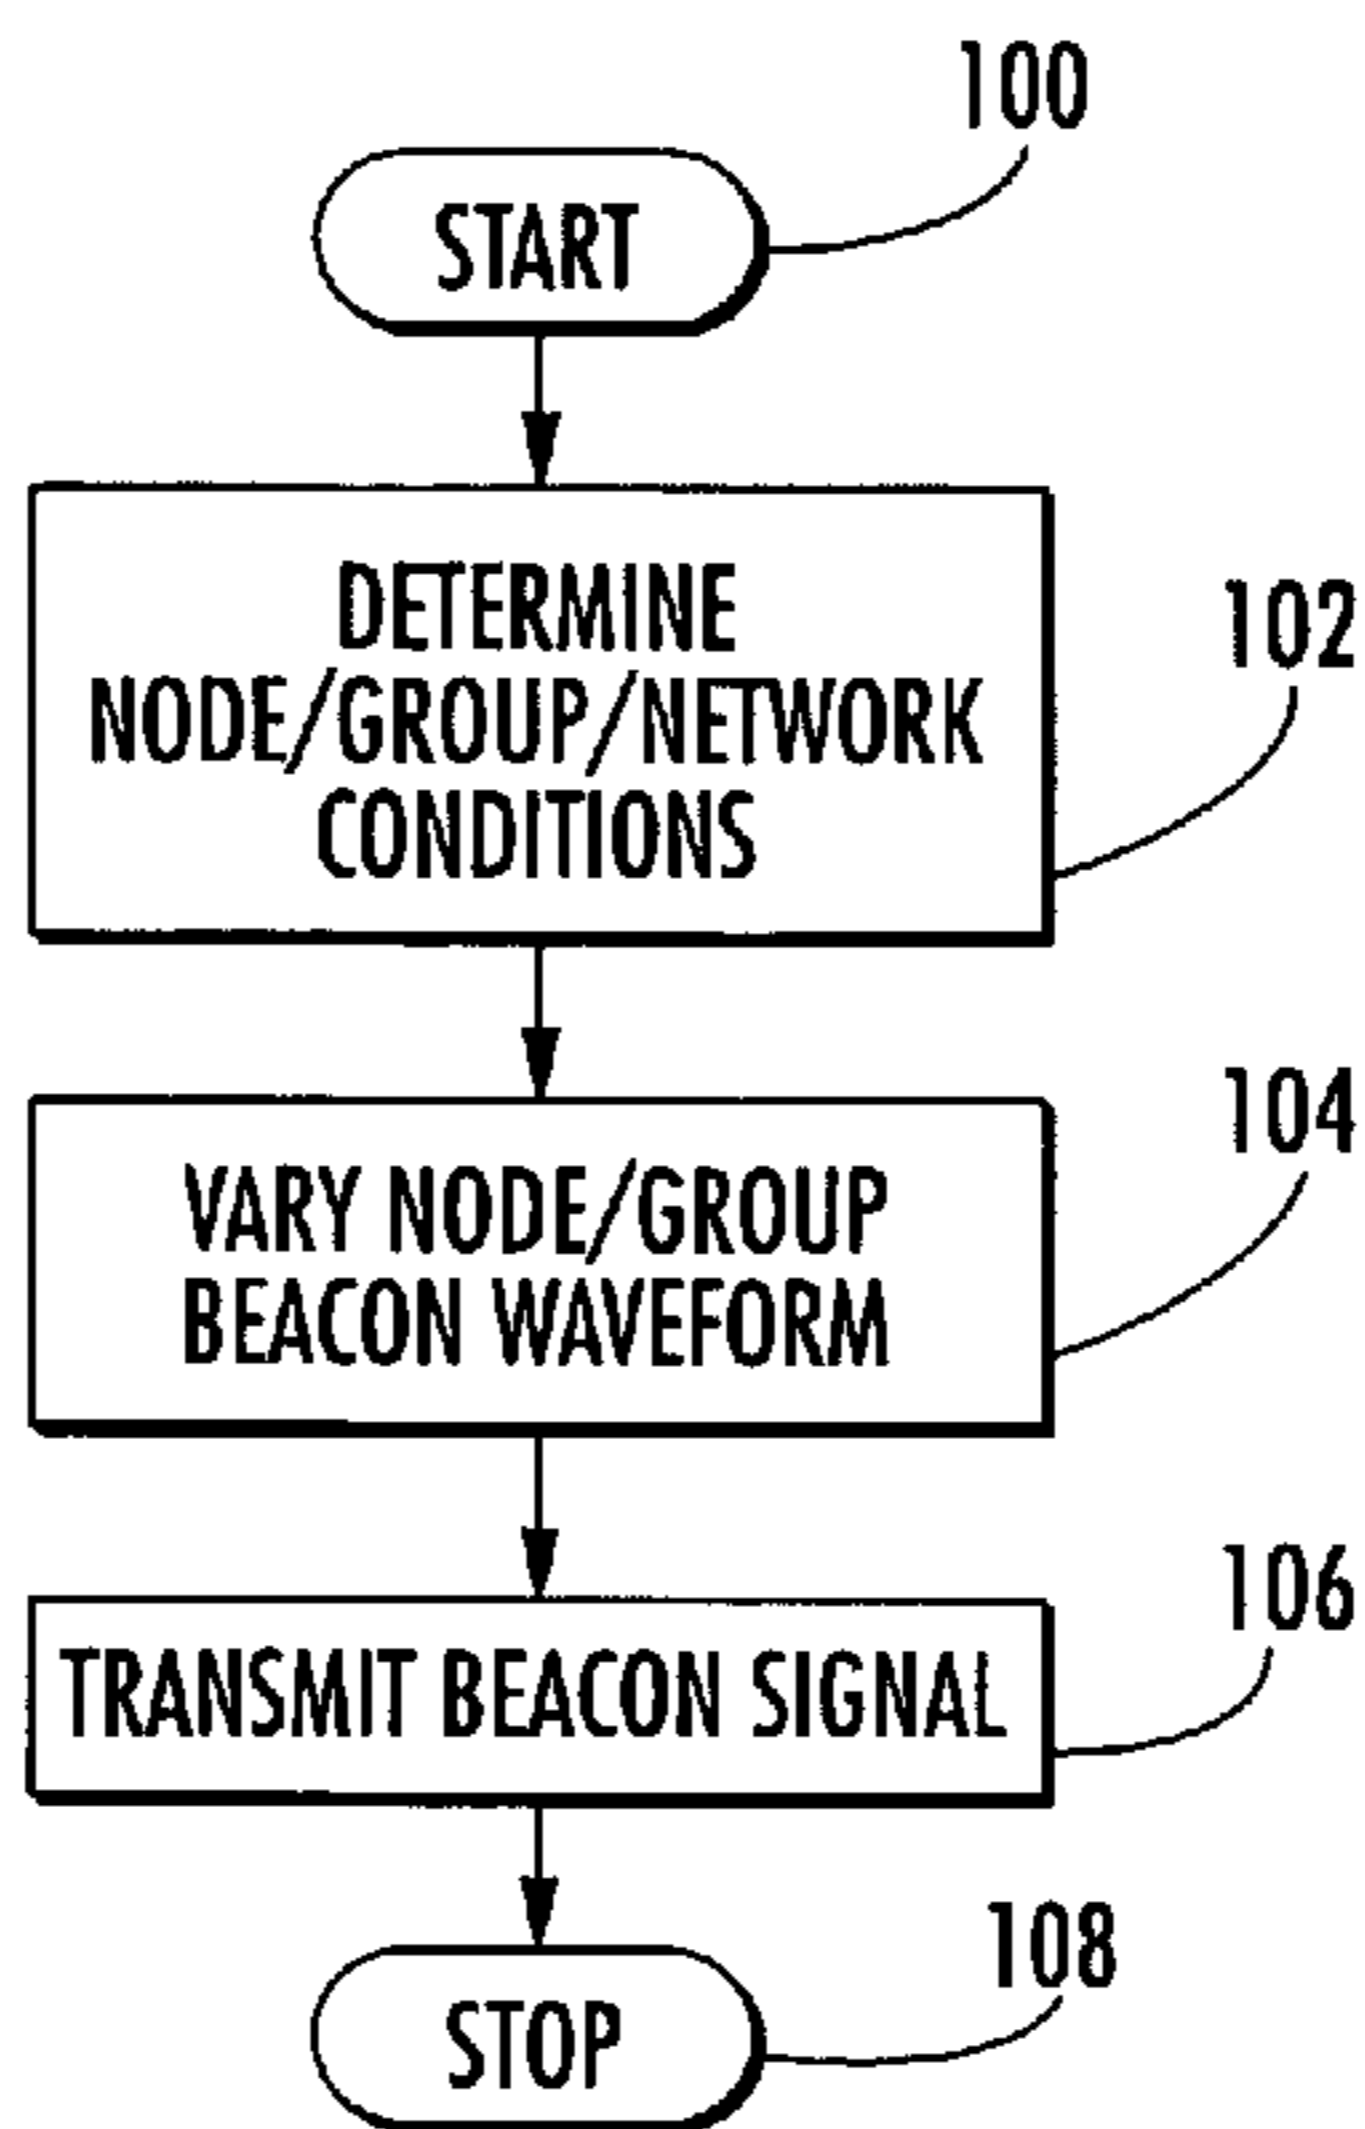 100
START
DETERMINE
NODE/GROUP/NETWORK
CONDITIONS
102
VARY NODE/GROUP
BEACON WAVEFORM
104
TRANSMIT BEACON SIGNAL
106
STOP
108